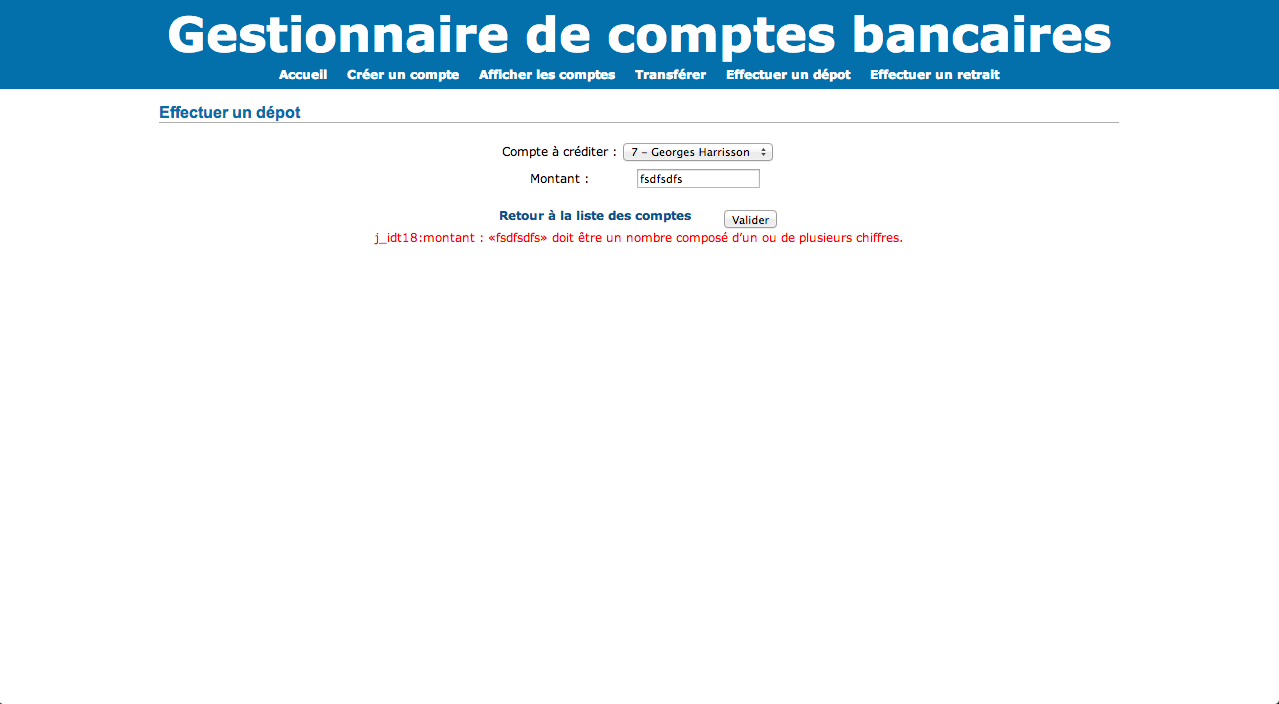 Gestionnaire de comptes bancaires
Accueil Créer un compte Afficher les comptes Transférer Effectuer un dépot Effectuer un retrait
Effectuer un dépot
Compte à créditer : 7 – Georges Harrisson
Montant : fsdfsdfs
Retour à la liste des comptes Valider
j_idt18:montant : «fsdfsdfs» doit être un nombre composé d'un ou de plusieurs chiffres.